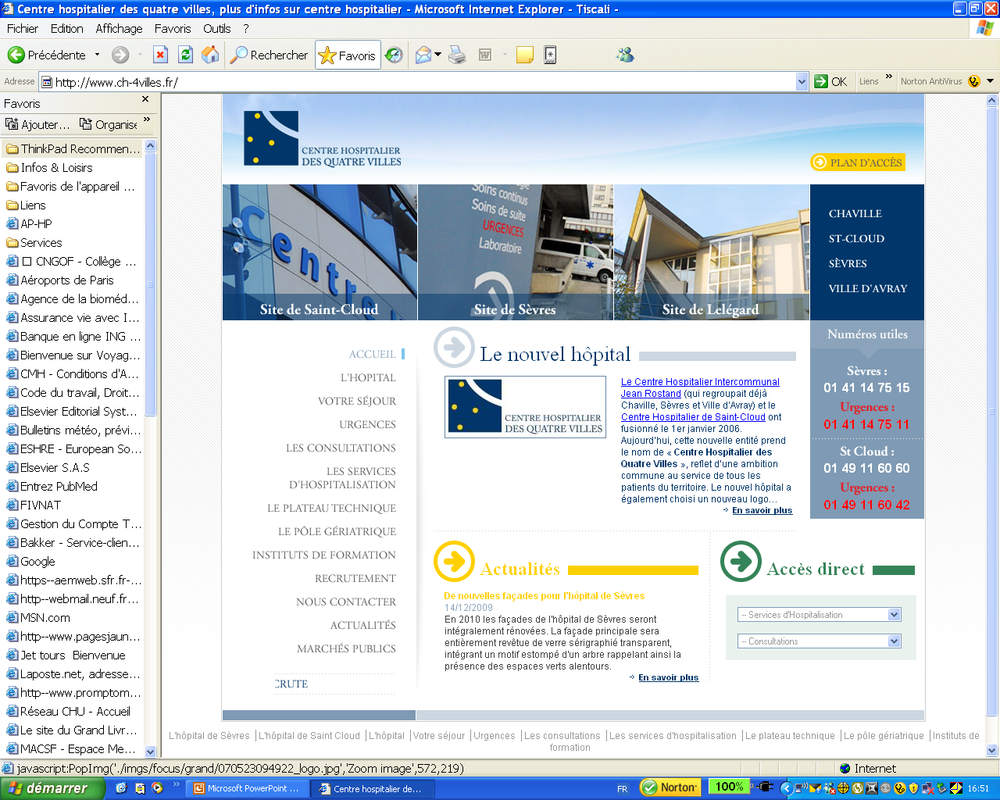 Centre hospitalier des quatre villes, plus d'infos sur centre hospitalier - Microsoft Internet Explorer - Tiscali -
Fichier Edition Affichage Favoris Outils ?
Précédente Rechercher Favoris
Adresse http://www.ch-4villes.fr/ OK Liens » Norton AntiVirus
Favoris
Ajouter... Organise »
ThinkPad Recommen...
Infos & Loisirs
Favoris de l'appareil ...
Liens
AP-HP
Services
CNGOF - Collège ...
Aéroports de Paris
Agence de la bioméd...
Assurance vie avec I...
Banque en ligne ING ...
Bienvenue sur Voyag...
CMH - Conditions d'A...
Code du travail, Droit...
Elsevier Editorial Syst...
Bulletins météo, prévi...
ESHRE - European So...
Elsevier S.A.S
Entrez PubMed
FIVNAT
Gestion du Compte T...
Bakker - Service-clien...
Google
https--aemweb.sfr.fr-...
http--webmail.neuf.fr...
MSN.com
http--www.pagesjaun...
Jet tours Bienvenue
Laposte.net, adresse...
http--www.promptom...
Réseau CHU - Accueil
Le site du Grand Livr...
MACSF - Espace Me...
CENTRE HOSPITALIER
DES QUATRE VILLES
PLAN D'ACCÈS
Centre
Soins continus
Soins de suite
URGENCES
Laboratoire
Site de Saint-Cloud
Site de Sèvres
Site de Lelégard
CHAVILLE
ST-CLOUD
SÈVRES
VILLE D'AVRAY
Numéros utiles
Sèvres :
01 41 14 75 15
Urgences :
01 41 14 75 11
St Cloud :
01 49 11 60 60
Urgences :
01 49 11 60 42
ACCUEIL
L'HOPITAL
VOTRE SÉJOUR
URGENCES
LES CONSULTATIONS
LES SERVICES
D'HOSPITALISATION
LE PLATEAU TECHNIQUE
LE PÔLE GÉRIATRIQUE
INSTITUTS DE FORMATION
RECRUTEMENT
NOUS CONTACTER
ACTUALITÉS
MARCHÉS PUBLICS
CRUTE
Le nouvel hôpital
CENTRE HOSPITALIER
DES QUATRE VILLES
Le Centre Hospitalier Intercommunal
Jean Rostand (qui regroupait déjà
Chaville, Sèvres et Ville d'Avray) et le
Centre Hospitalier de Saint-Cloud ont
fusionné le 1er janvier 2006.
Aujourd'hui, cette nouvelle entité prend
le nom de « Centre Hospitalier des
Quatre Villes », reflet d'une ambition
commune au service de tous les
patients du territoire. Le nouvel hôpital a
également choisi un nouveau logo...
En savoir plus
Actualités
De nouvelles façades pour l'hôpital de Sèvres
14/12/2009
En 2010 les façades de l'hôpital de Sèvres seront
intégralement rénovées. La façade principale sera
entièrement revêtue de verre sérigraphié transparent,
intégrant un motif estompé d'un arbre rappelant ainsi la
présence des espaces verts alentours.
En savoir plus
Accès direct
-- Services d'Hospitalisation
-- Consultations
L'hôpital de Sèvres | L'hôpital de Saint Cloud | L'hôpital | Votre séjour | Urgences | Les consultations | Les services d'hospitalisation | Le plateau technique | Le pôle gériatrique | Instituts de
formation
javascript:PopImg('./imgs/focus/grand/070523094922_logo.jpg','Zoom image',572,219) Internet
démarrer » Microsoft PowerPoint ... Centre hospitalier de... FR Norton 100% 16:51